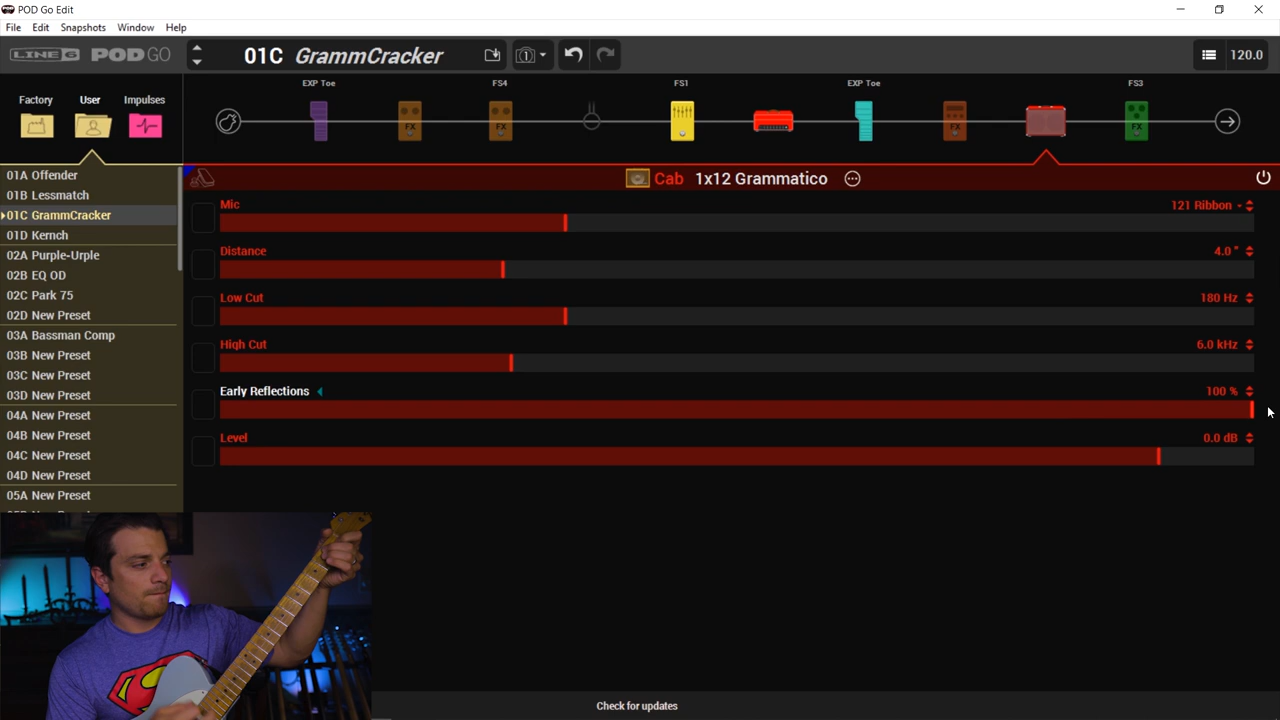 POD Go Edit
File Edit Snapshots Window Help
LINE 6 POD GO
01C GrammCracker
1
120.0
Factory User Impulses
EXP Toe FS4 FS1 EXP Toe FS3
FX FX FX FX
01A Offender
01B Lessmatch
01C GrammCracker
01D Kernch
02A Purple-Urple
02B EQ OD
02C Park 75
02D New Preset
03A Bassman Comp
03B New Preset
03C New Preset
03D New Preset
04A New Preset
04B New Preset
04C New Preset
04D New Preset
05A New Preset
Cab 1x12 Grammatico
Mic 121 Ribbon
Distance 4.0 "
Low Cut 180 Hz
High Cut 6.0 kHz
Early Reflections 100 %
Level 0.0 dB
Check for updates